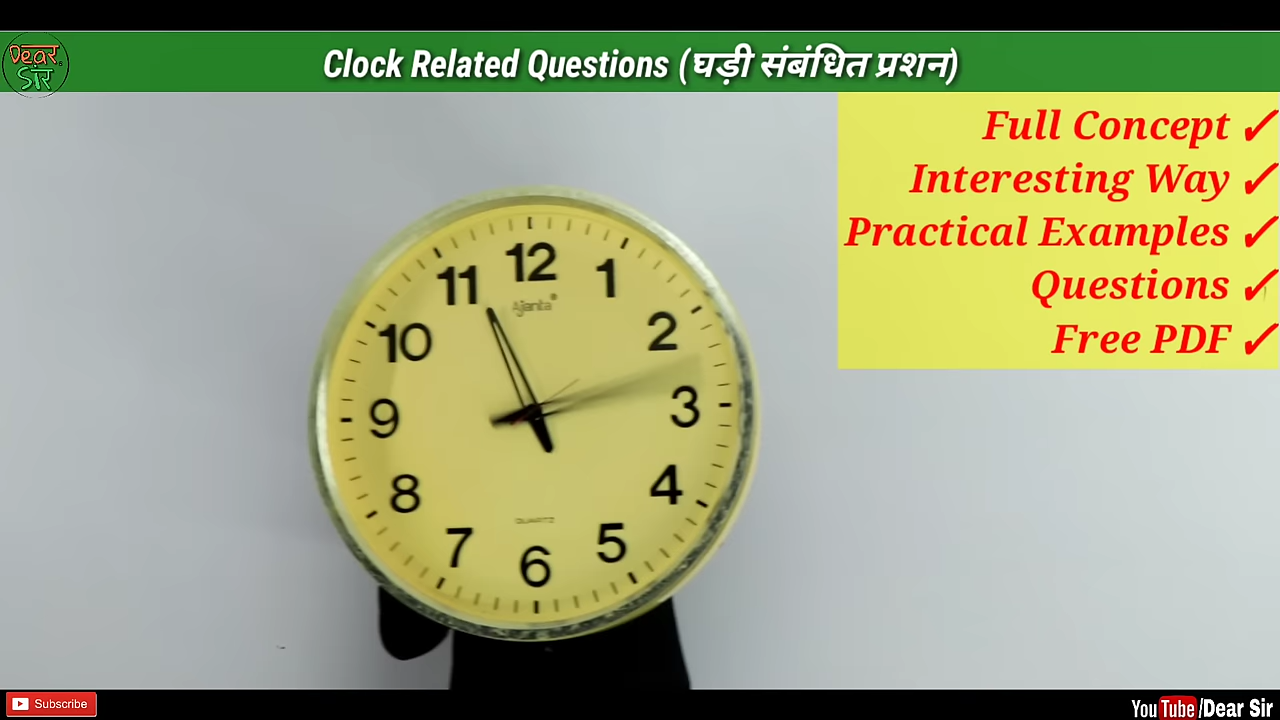 Dear
सर
Clock Related Questions (घड़ी संबंधित प्रशन)
Full Concept ✓
Interesting Way ✓
Practical Examples ✓
Questions ✓
Free PDF ✓
12
11
1
Ajanta
10
2
9
3
8
4
QUARTZ
7
5
6
Subscribe
YouTube/Dear Sir